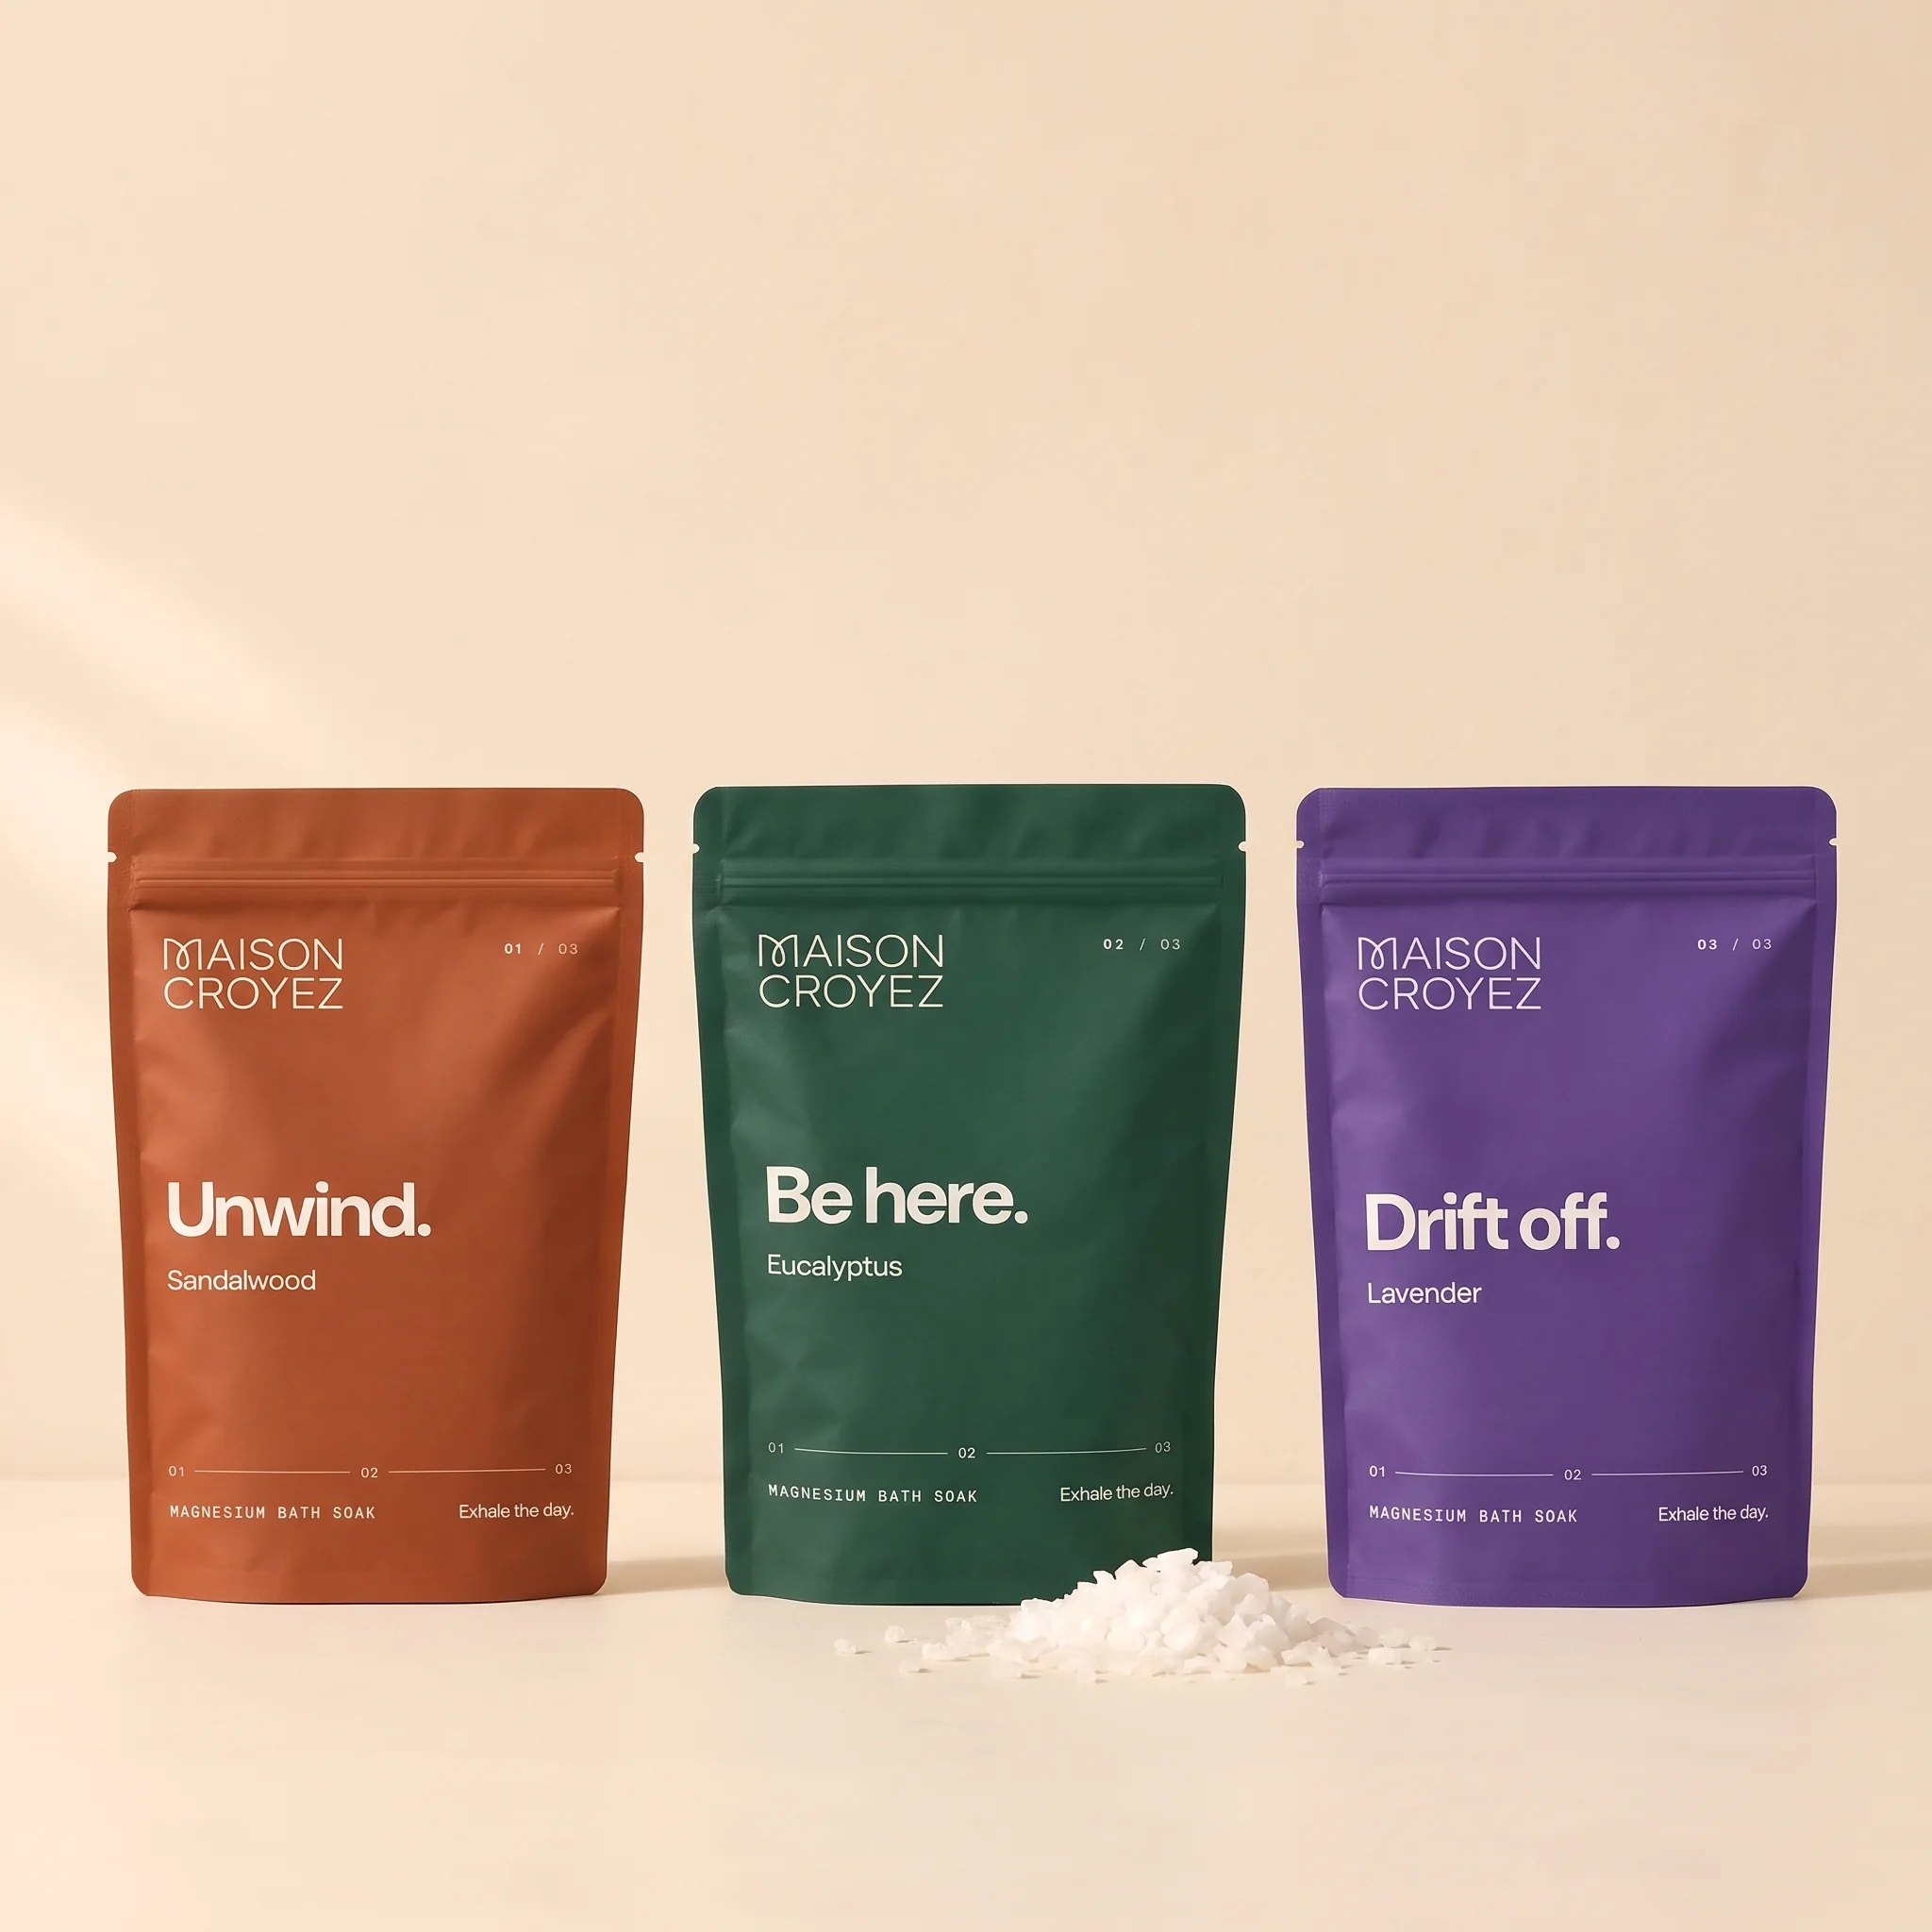 MAISON
CROYEZ
01 / 03
Unwind.
Sandalwood
01 02 03
MAGNESIUM BATH SOAK
Exhale the day.
MAISON
CROYEZ
02 / 03
Be here.
Eucalyptus
01 02 03
MAGNESIUM BATH SOAK
Exhale the day.
MAISON
CROYEZ
03 / 03
Drift off.
Lavender
01 02 03
MAGNESIUM BATH SOAK
Exhale the day.